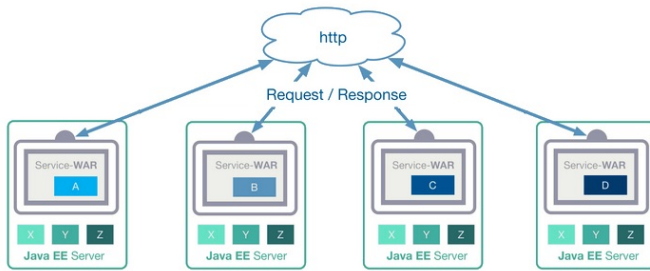 http
Request / Response
Service-WAR
A
X Y Z
Java EE Server
Service-WAR
B
X Y Z
Java EE Server
Service-WAR
C
X Y Z
Java EE Server
Service-WAR
D
X Y Z
Java EE Server